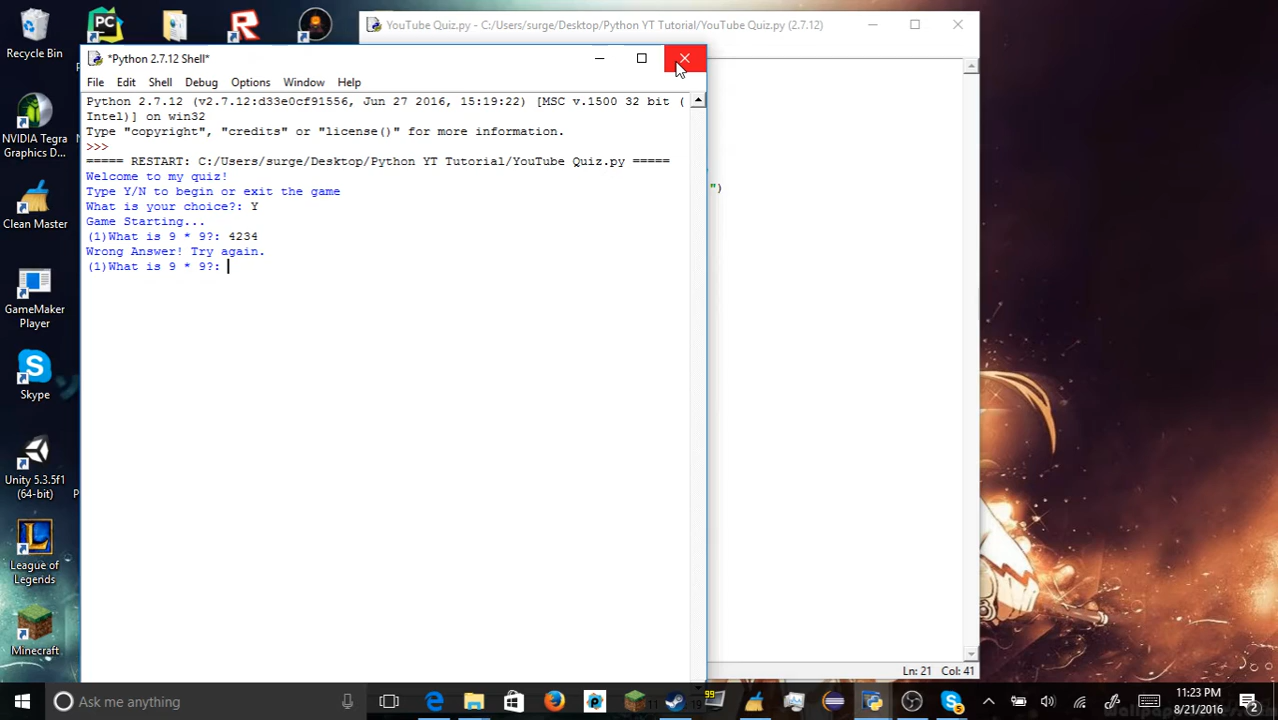 Recycle Bin
NVIDIA Tegra
Graphics D...
Clean Master
GameMaker
Player
Skype
Unity 5.3.5f1
(64-bit)
League of
Legends
Minecraft
PC
YouTube Quiz.py - C:/Users/surge/Desktop/Python YT Tutorial/YouTube Quiz.py (2.7.12)
*Python 2.7.12 Shell*
File Edit Shell Debug Options Window Help
Python 2.7.12 (v2.7.12:d33e0cf91556, Jun 27 2016, 15:19:22) [MSC v.1500 32 bit (
Intel)] on win32
Type "copyright", "credits" or "license()" for more information.
>>>
===== RESTART: C:/Users/surge/Desktop/Python YT Tutorial/YouTube Quiz.py =====
Welcome to my quiz!
Type Y/N to begin or exit the game
What is your choice?: Y
Game Starting...
(1)What is 9 * 9?: 4234
Wrong Answer! Try again.
(1)What is 9 * 9?:
")
Ln: 21 Col: 41
Ask me anything
99
11:23 PM
8/21/2016
2